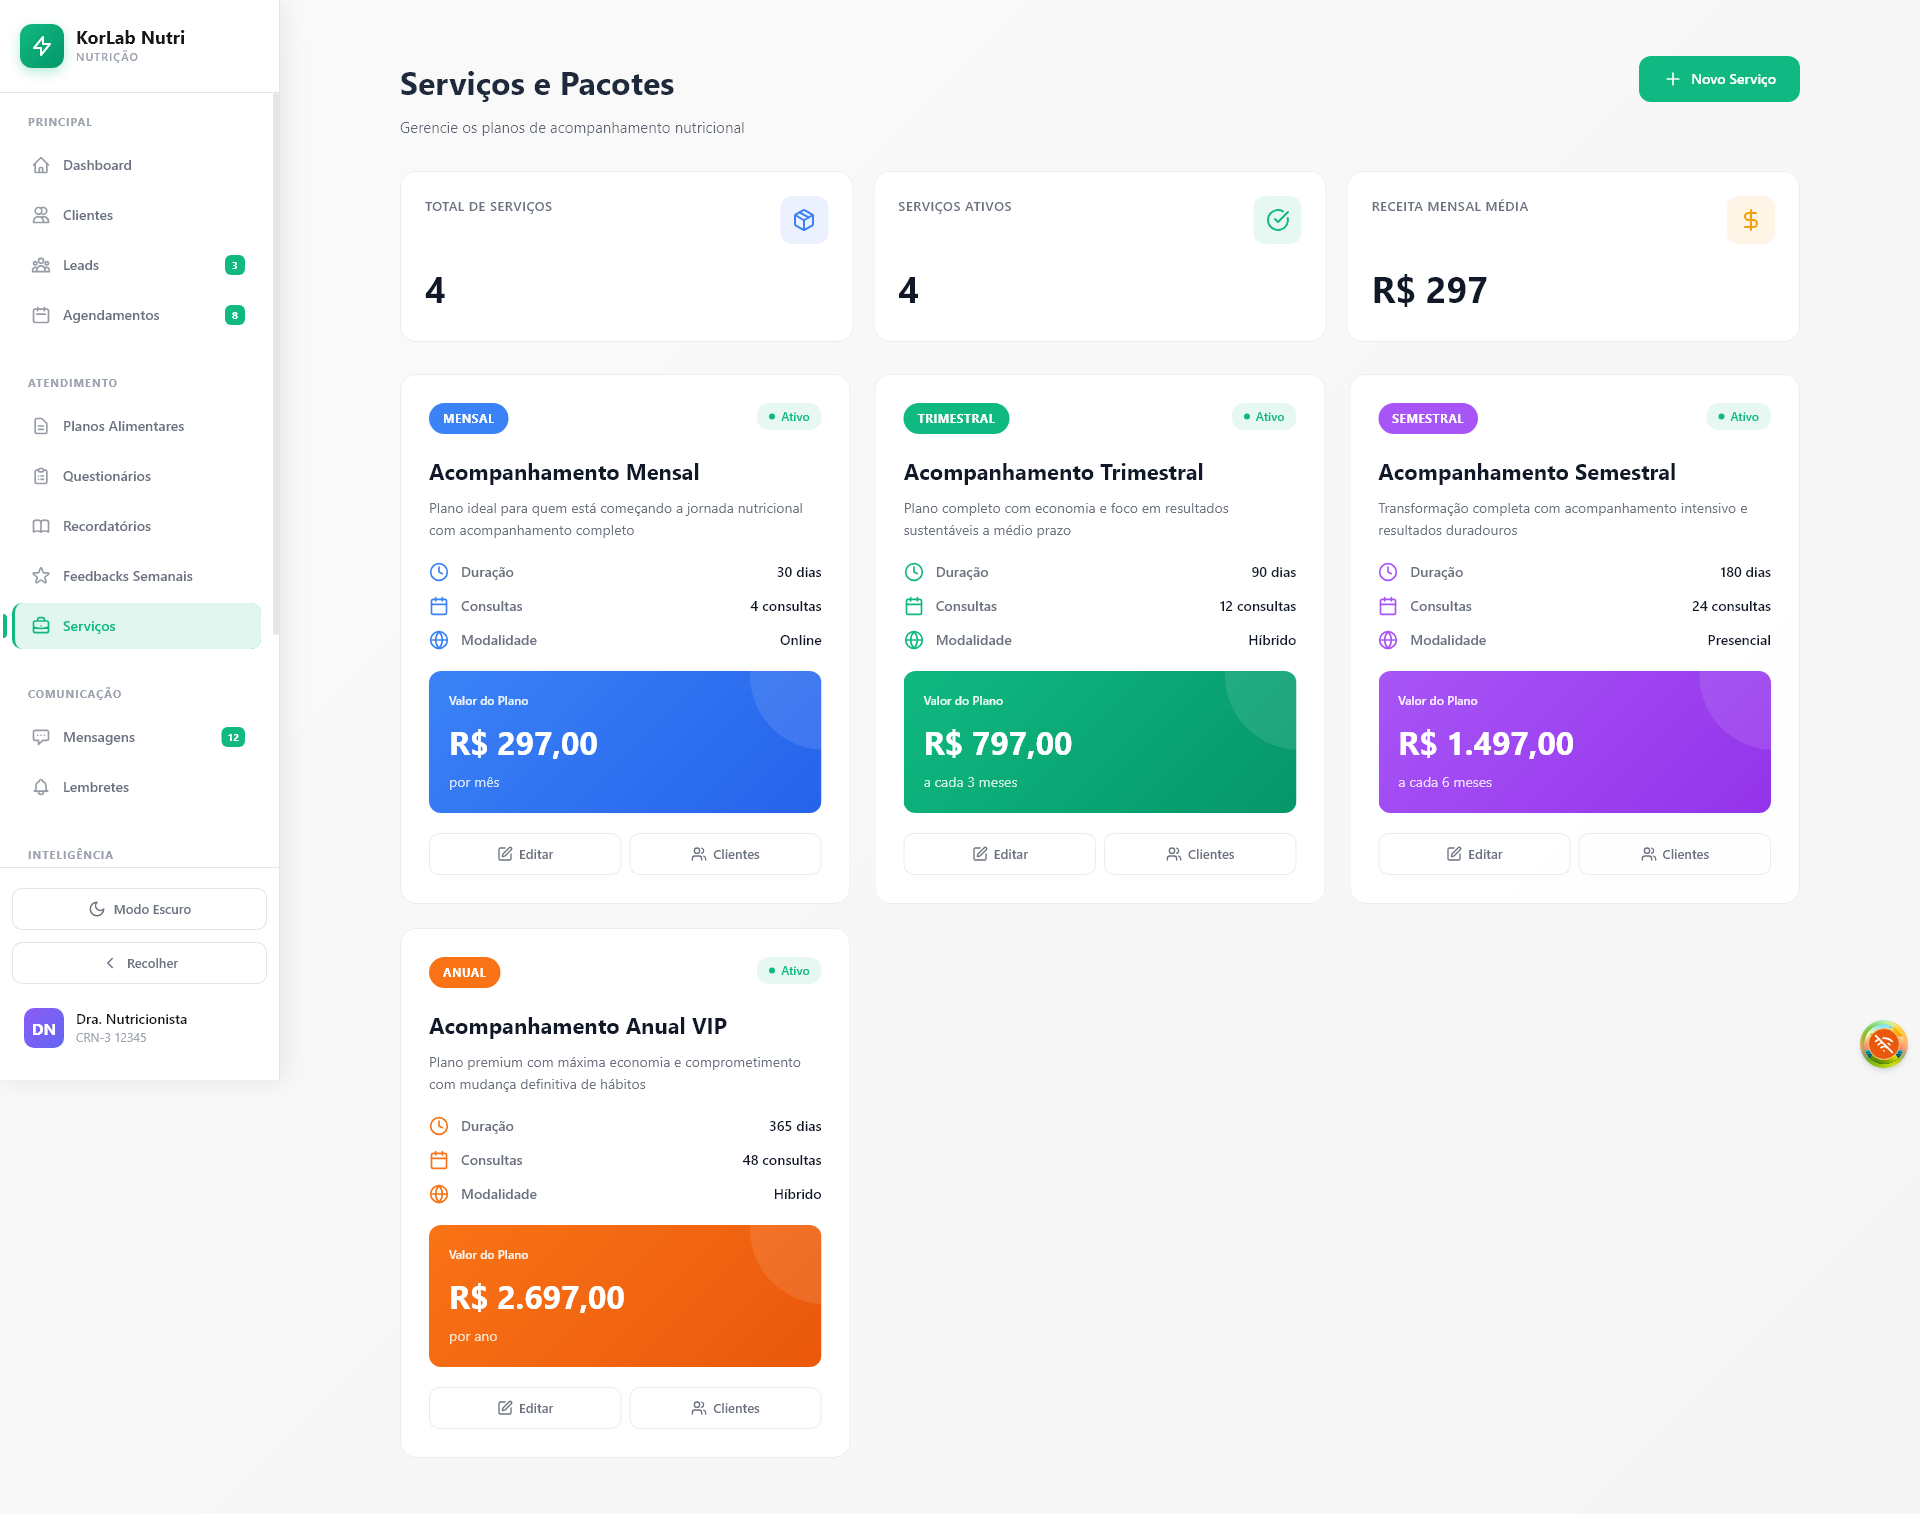 KorLab Nutri
NUTRIÇÃO
PRINCIPAL
Dashboard
Clientes
Leads
3
Agendamentos
8
ATENDIMENTO
Planos Alimentares
Questionários
Recordatórios
Feedbacks Semanais
Serviços
COMUNICAÇÃO
Mensagens
12
Lembretes
INTELIGÊNCIA
Modo Escuro
Recolher
DN
Dra. Nutricionista
CRN-3 12345
Serviços e Pacotes
Gerencie os planos de acompanhamento nutricional
Novo Serviço
TOTAL DE SERVIÇOS
4
SERVIÇOS ATIVOS
4
RECEITA MENSAL MÉDIA
R$ 297
MENSAL
Ativo
Acompanhamento Mensal
Plano ideal para quem está começando a jornada nutricional
com acompanhamento completo
Duração 30 dias
Consultas 4 consultas
Modalidade Online
Valor do Plano
R$ 297,00
por mês
Editar
Clientes
TRIMESTRAL
Ativo
Acompanhamento Trimestral
Plano completo com economia e foco em resultados
sustentáveis a médio prazo
Duração 90 dias
Consultas 12 consultas
Modalidade Híbrido
Valor do Plano
R$ 797,00
a cada 3 meses
Editar
Clientes
SEMESTRAL
Ativo
Acompanhamento Semestral
Transformação completa com acompanhamento intensivo e
resultados duradouros
Duração 180 dias
Consultas 24 consultas
Modalidade Presencial
Valor do Plano
R$ 1.497,00
a cada 6 meses
Editar
Clientes
ANUAL
Ativo
Acompanhamento Anual VIP
Plano premium com máxima economia e comprometimento
com mudança definitiva de hábitos
Duração 365 dias
Consultas 48 consultas
Modalidade Híbrido
Valor do Plano
R$ 2.697,00
por ano
Editar
Clientes